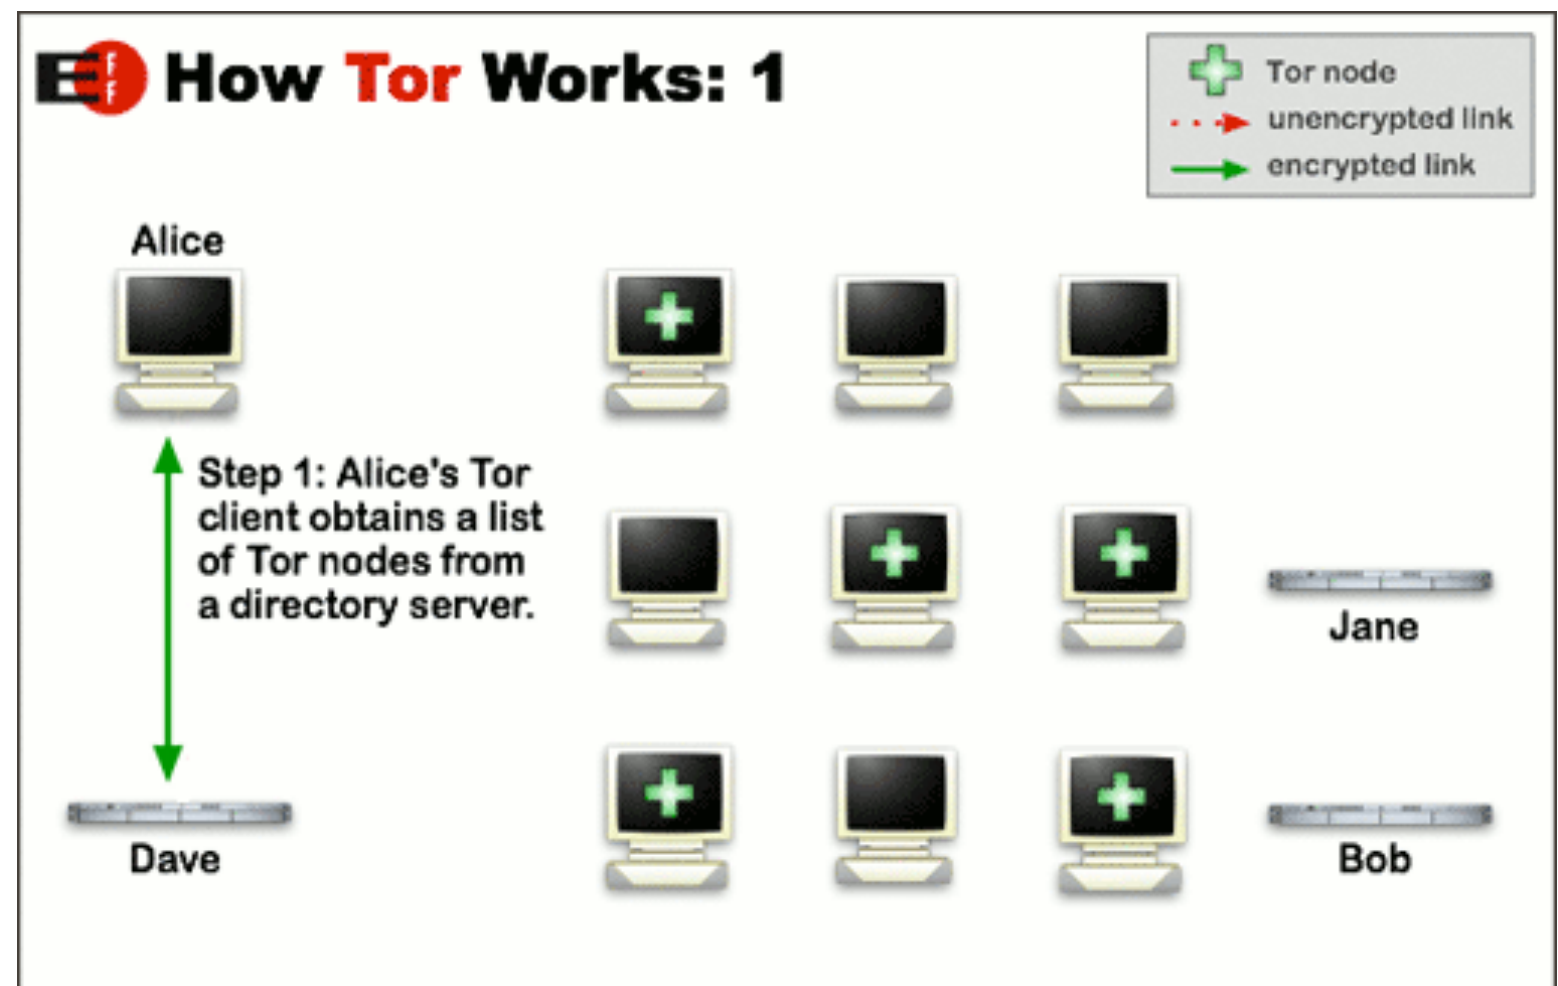 EFF How Tor Works: 1
Tor node
unencrypted link
encrypted link
Alice
Step 1: Alice's Tor
client obtains a list
of Tor nodes from
a directory server.
Jane
Dave
Bob